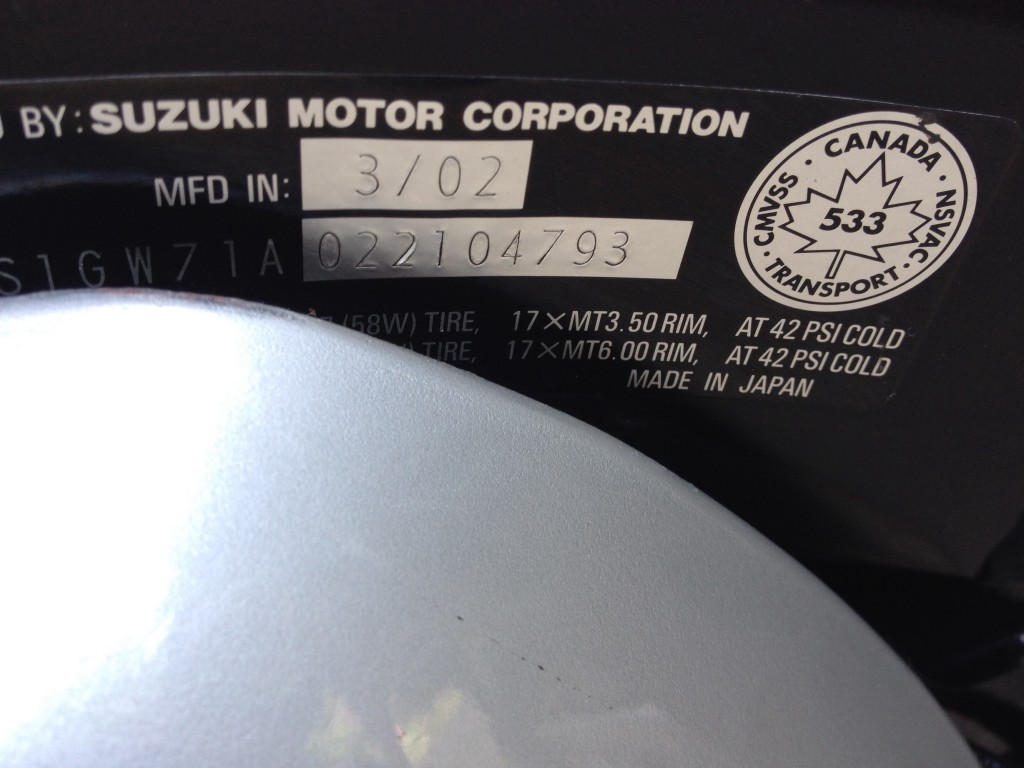 BY: SUZUKI MOTOR CORPORATION
MFD IN: 3/02
S1GW71A 022104793
(58W) TIRE, 17×MT3.50 RIM, AT 42 PSI COLD
TIRE, 17×MT6.00 RIM, AT 42 PSI COLD
MADE IN JAPAN
CANADA
CMVSS
533
NSVAC
TRANSPORT